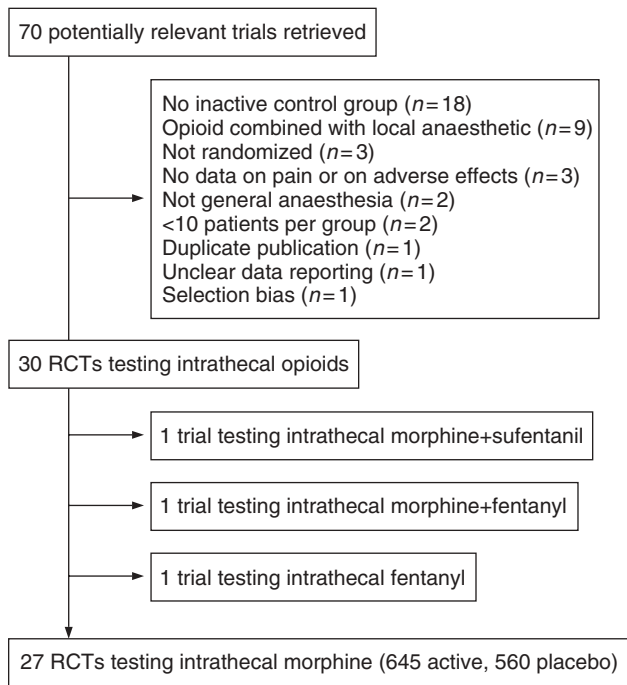 70 potentially relevant trials retrieved
No inactive control group (n=18)
Opioid combined with local anaesthetic (n=9)
Not randomized (n=3)
No data on pain or on adverse effects (n=3)
Not general anaesthesia (n=2)
<10 patients per group (n=2)
Duplicate publication (n=1)
Unclear data reporting (n=1)
Selection bias (n=1)
30 RCTs testing intrathecal opioids
1 trial testing intrathecal morphine+sufentanil
1 trial testing intrathecal morphine+fentanyl
1 trial testing intrathecal fentanyl
27 RCTs testing intrathecal morphine (645 active, 560 placebo)